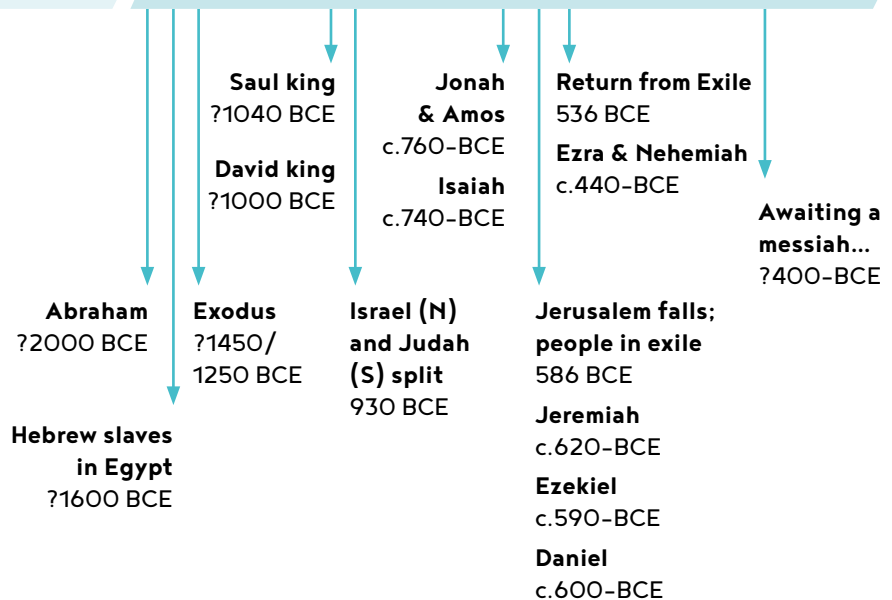 Saul king
?1040 BCE
David king
?1000 BCE
Jonah
& Amos
c.760–BCE
Isaiah
c.740–BCE
Return from Exile
536 BCE
Ezra & Nehemiah
c.440–BCE
Awaiting a
messiah...
?400–BCE
Abraham
?2000 BCE
Hebrew slaves
in Egypt
?1600 BCE
Exodus
?1450/
1250 BCE
Israel (N)
and Judah
(S) split
930 BCE
Jerusalem falls;
people in exile
586 BCE
Jeremiah
c.620–BCE
Ezekiel
c.590–BCE
Daniel
c.600–BCE